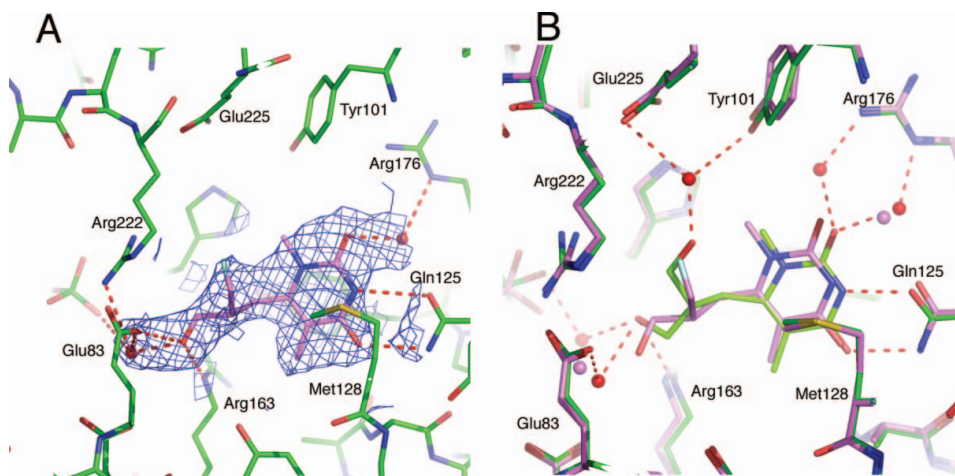 A
Glu225
Tyr101
Arg176
Arg222
Gln125
Glu83
Arg163
Met128
B
Glu225
Tyr101
Arg176
Arg222
Gln125
Glu83
Arg163
Met128